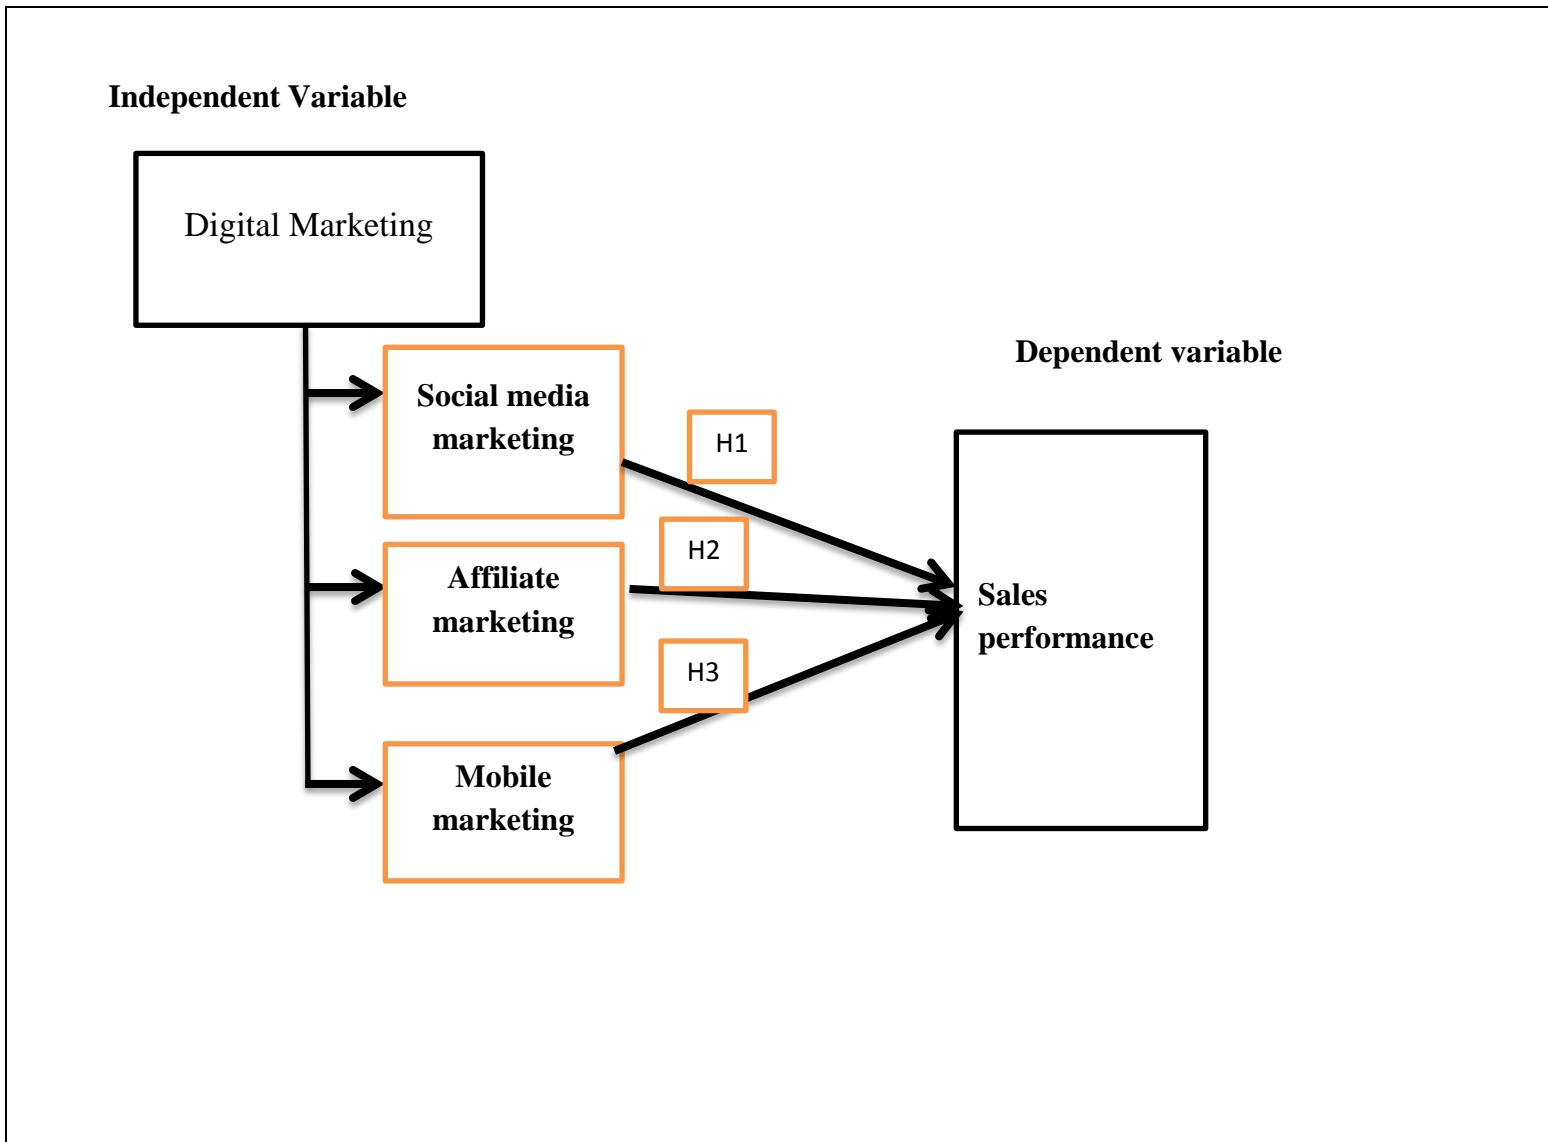 Independent Variable
Digital Marketing
Dependent variable
Social media
marketing
H1
H2
Affiliate
marketing
Sales
performance
H3
Mobile
marketing